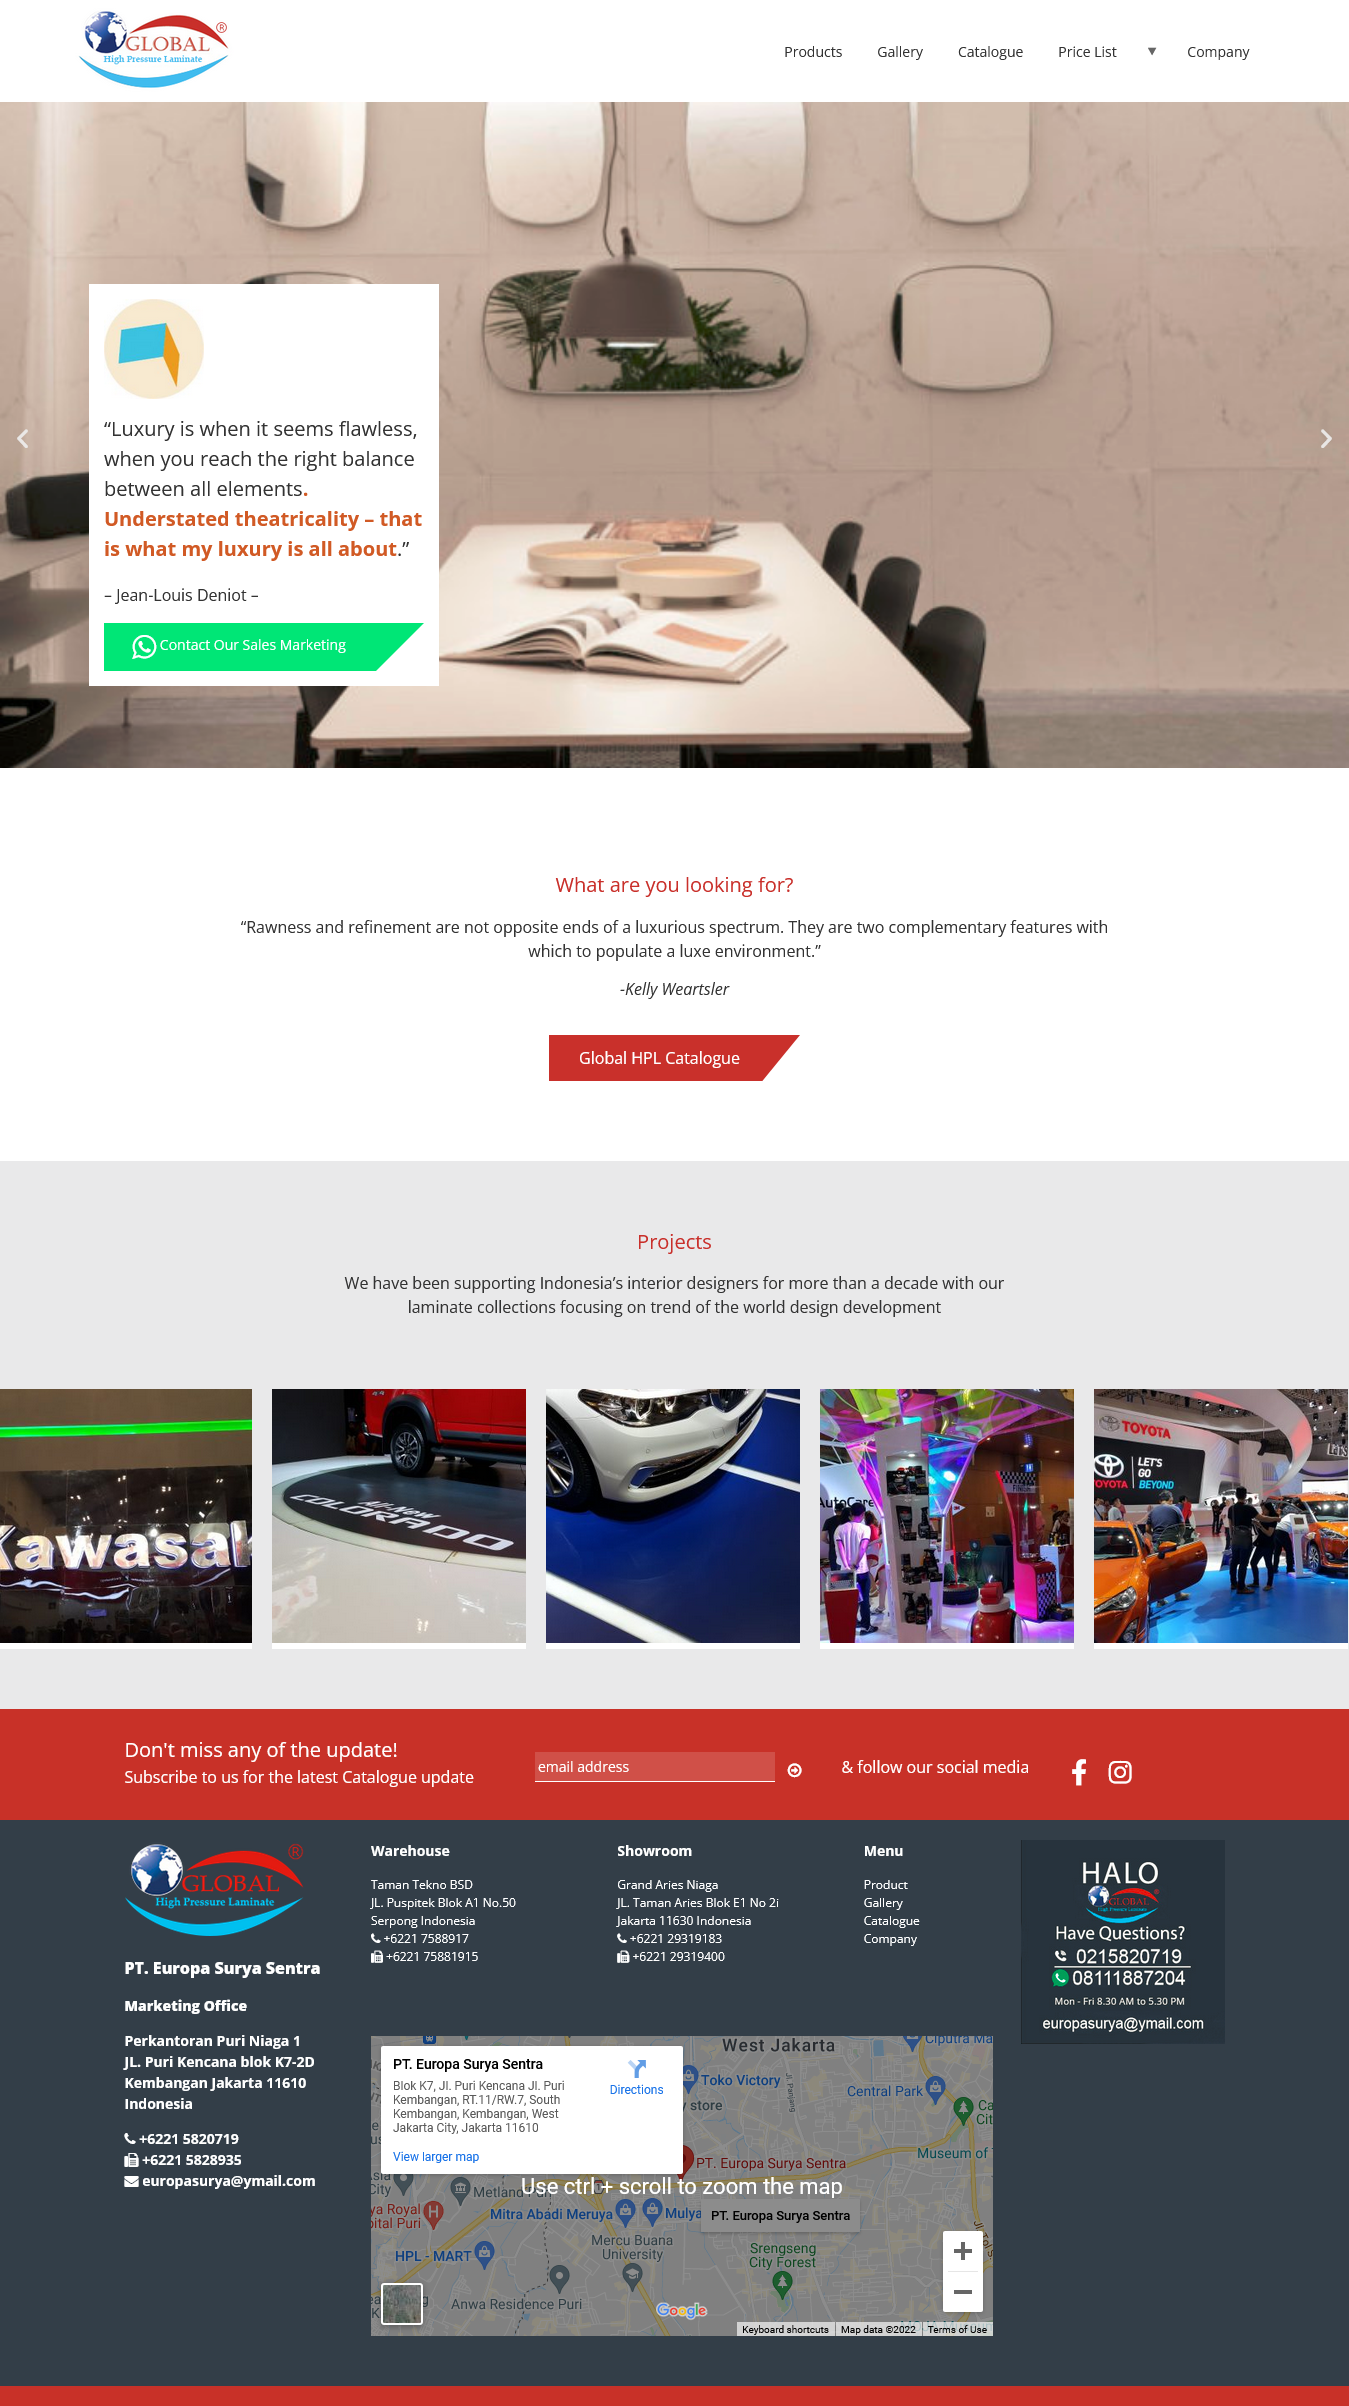 GLOBAL ®
High Pressure Laminate
Products
Gallery
Catalogue
Price List
▼
Company
“Luxury is when it seems flawless,
when you reach the right balance
between all elements.
Understated theatricality – that
is what my luxury is all about.”
– Jean-Louis Deniot –
Contact Our Sales Marketing
What are you looking for?
“Rawness and refinement are not opposite ends of a luxurious spectrum. They are two complementary features with
which to populate a luxe environment.”
-Kelly Weartsler
Global HPL Catalogue
Projects
We have been supporting Indonesia’s interior designers for more than a decade with our
laminate collections focusing on trend of the world design development
Kawasak
All-New
COLORADO
AutoCare
TOYOTA
TOYOTA
LET'S
GO
BEYOND
Don't miss any of the update!
Subscribe to us for the latest Catalogue update
email address
& follow our social media
GLOBAL ®
High Pressure Laminate
PT. Europa Surya Sentra
Marketing Office
Perkantoran Puri Niaga 1
JL. Puri Kencana blok K7-2D
Kembangan Jakarta 11610
Indonesia
+6221 5820719
+6221 5828935
europasurya@ymail.com
Warehouse
Taman Tekno BSD
JL. Puspitek Blok A1 No.50
Serpong Indonesia
+6221 7588917
+6221 75881915
Showroom
Grand Aries Niaga
JL. Taman Aries Blok E1 No 2i
Jakarta 11630 Indonesia
+6221 29319183
+6221 29319400
Menu
Product
Gallery
Catalogue
Company
HALO
GLOBAL
Have Questions?
0215820719
08111887204
Mon - Fri 8.30 AM to 5.30 PM
europasurya@ymail.com
PT. Europa Surya Sentra
Blok K7, Jl. Puri Kencana Jl. Puri
Kembangan, RT.11/RW.7, South
Kembangan, Kembangan, West
Jakarta City, Jakarta 11610
View larger map
Directions
West Jakarta
Ciputra Ma
Toko Victory
Jl. Panjang
Central Park
y store
Museum of
PT. Europa Surya Sentra
Use ctrl + scroll to zoom the map
Mitra Abadi Meruya
Mulya
PT. Europa Surya Sentra
Mercu Buana
University
Srengseng
City Forest
HPL - MART
Anwa Residence Puri
Google
Keyboard shortcuts
Map data ©2022
Terms of Use